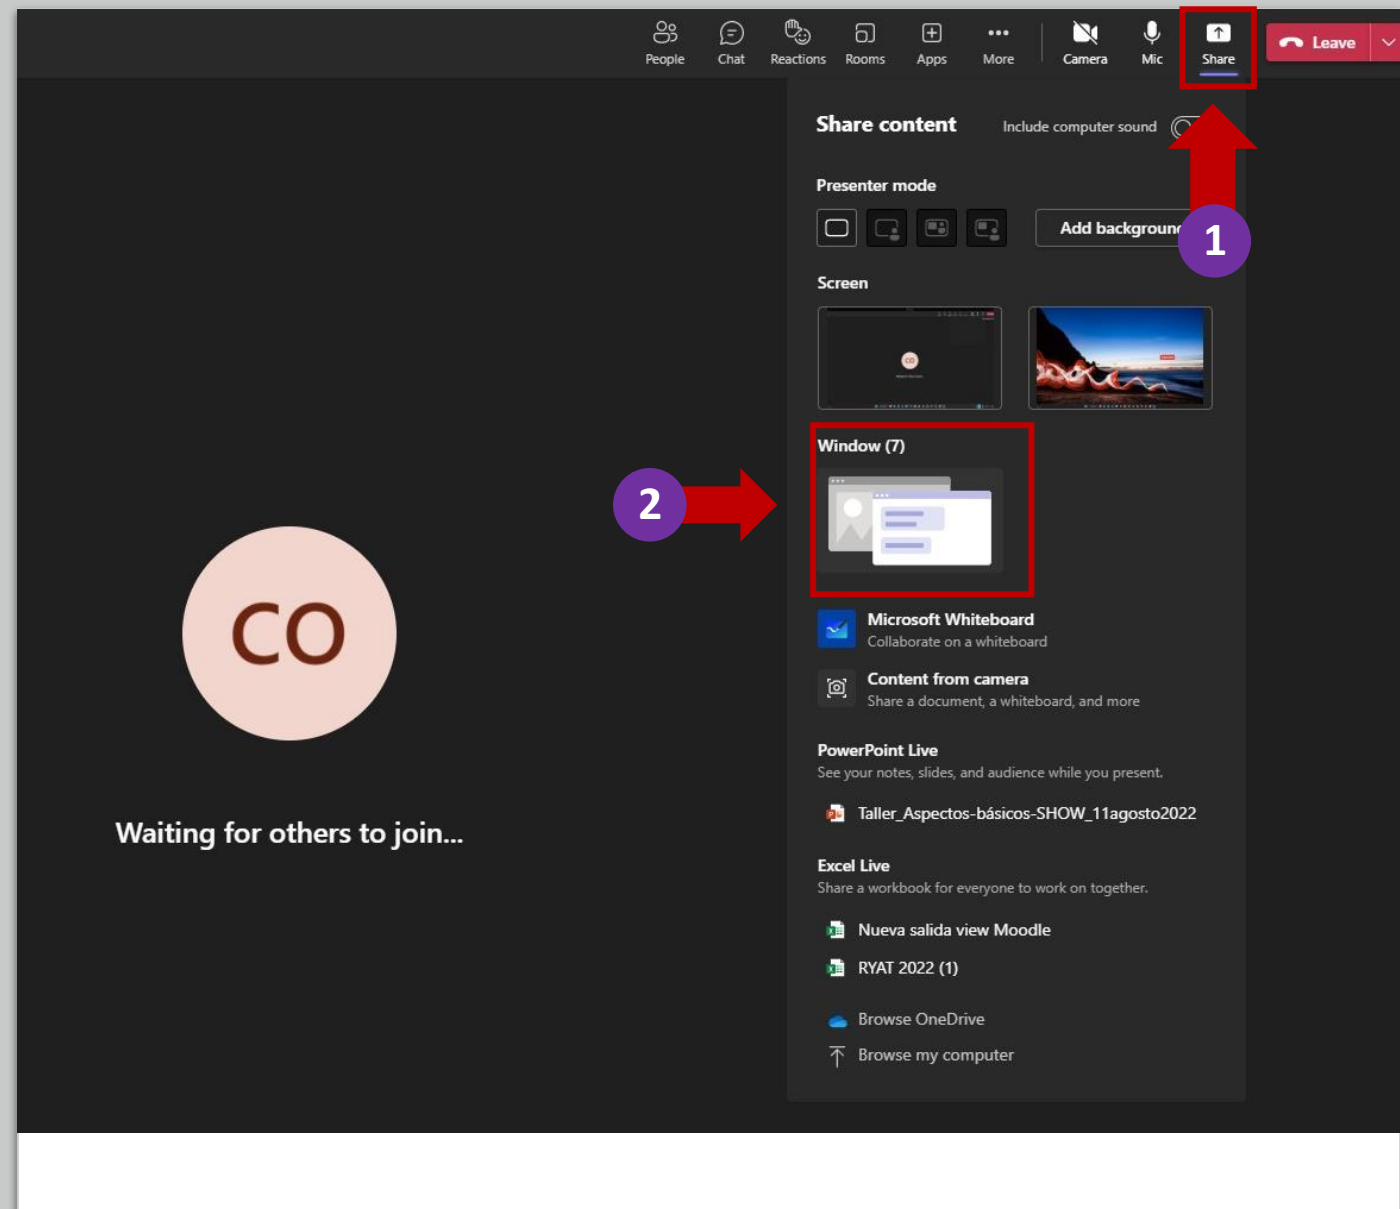 People
Chat
Reactions
Rooms
Apps
More
Camera
Mic
Share
Leave
Share content
Include computer sound
Presenter mode
Add background
1
Screen
CO
Window (7)
2
Microsoft Whiteboard
Collaborate on a whiteboard
Content from camera
Share a document, a whiteboard, and more
PowerPoint Live
See your notes, slides, and audience while you present.
Taller_Aspectos-básicos-SHOW_11agosto2022
Excel Live
Share a workbook for everyone to work on together.
Nueva salida view Moodle
RYAT 2022 (1)
Browse OneDrive
Browse my computer
CO
Waiting for others to join...